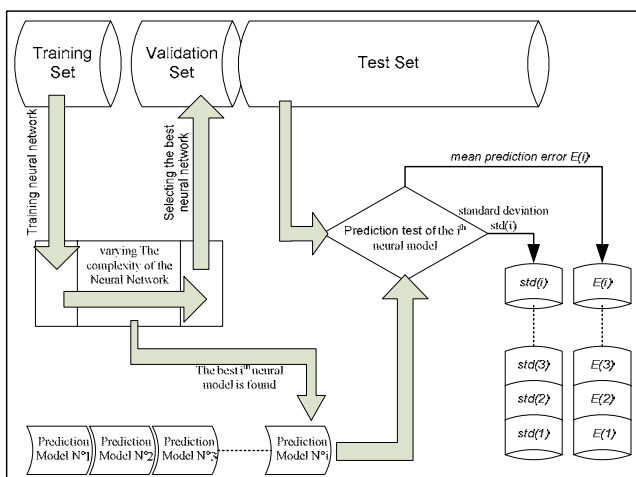 Training
Set
Validation
Set
Test Set
Training neural network
Selecting the best
neural network
mean prediction error E(i)
standard deviation
std(i)
Prediction test of the iᵗʰ
neural model
varying The
complexity of the
Neural Network
The best iᵗʰ neural
model is found
std(i)
E(i)
std(3)
E(3)
std(2)
E(2)
std(1)
E(1)
Prediction
Model N°1
Prediction
Model N°2
Prediction
Model N°3
Prediction
Model N°i